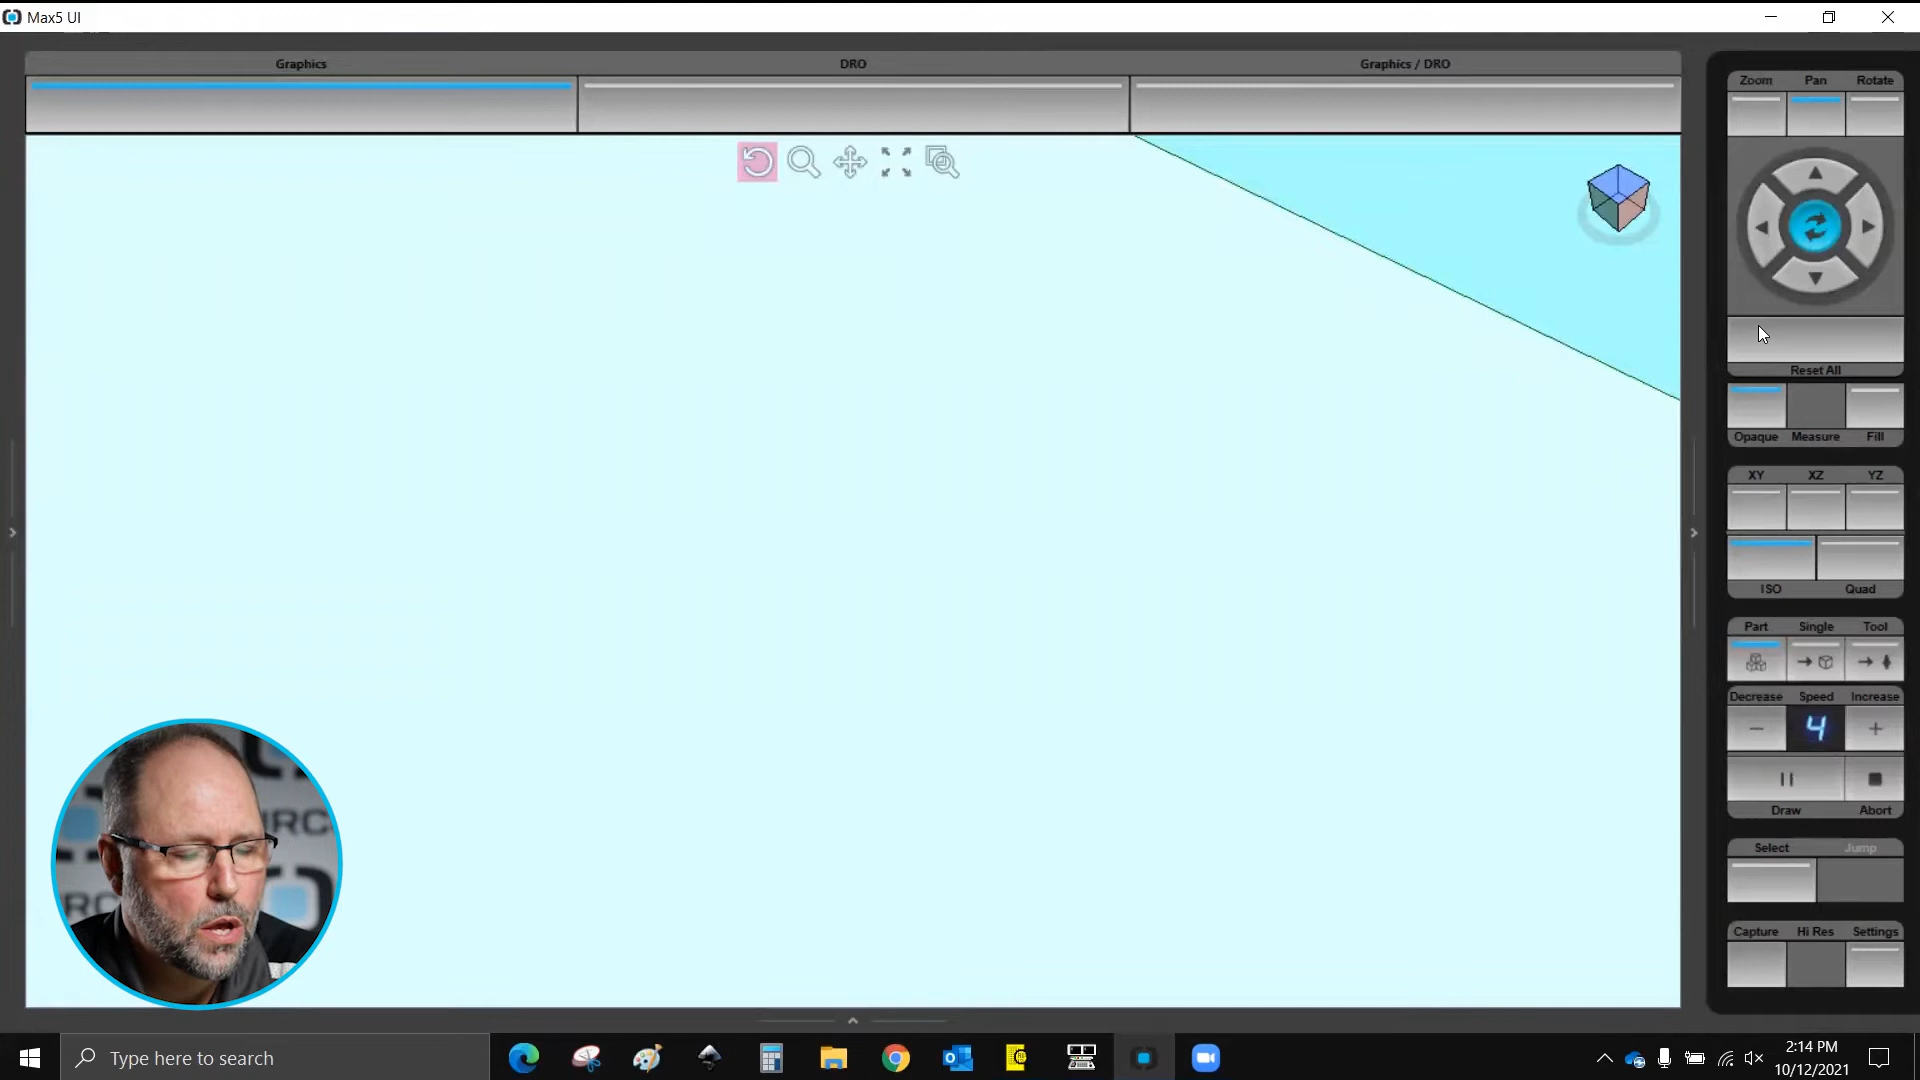 Max5 UI
Graphics
DRO
Graphics / DRO
Zoom Pan Rotate
Reset All
Opaque Measure Fill
XY XZ YZ
ISO Quad
Part Single Tool
Decrease Speed Increase
4
Draw Abort
Select Jump
Capture Hi Res Settings
Type here to search
2:14 PM
10/12/2021